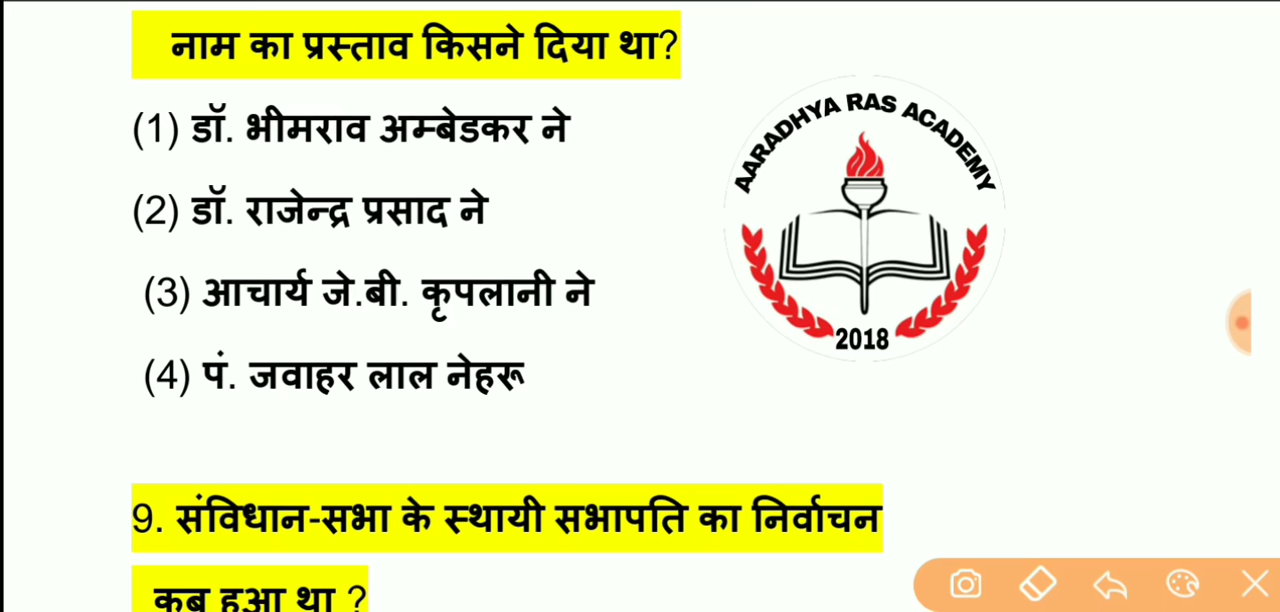 नाम का प्रस्ताव किसने दिया था?
(1) डॉ. भीमराव अम्बेडकर ने
(2) डॉ. राजेन्द्र प्रसाद ने
(3) आचार्य जे.बी. कृपलानी ने
(4) पं. जवाहर लाल नेहरू
AARADHYA RAS ACADEMY
2018
9. संविधान-सभा के स्थायी सभापति का निर्वाचन
कब हुआ था ?